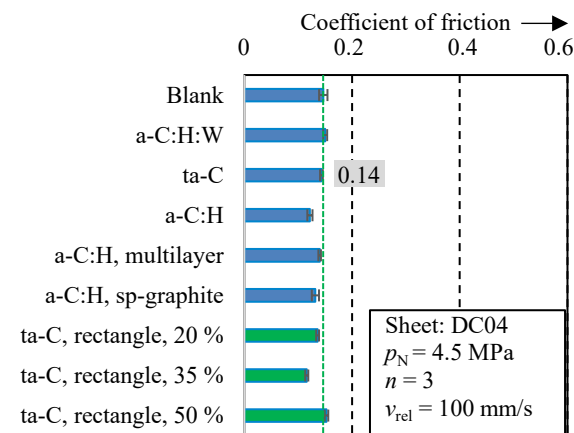 Coefficient of friction
0 0.2 0.4 0.6
Blank
a-C:H:W
ta-C 0.14
a-C:H
a-C:H, multilayer
a-C:H, sp-graphite
ta-C, rectangle, 20 %
ta-C, rectangle, 35 %
ta-C, rectangle, 50 %
Sheet: DC04
pN = 4.5 MPa
n = 3
vrel = 100 mm/s